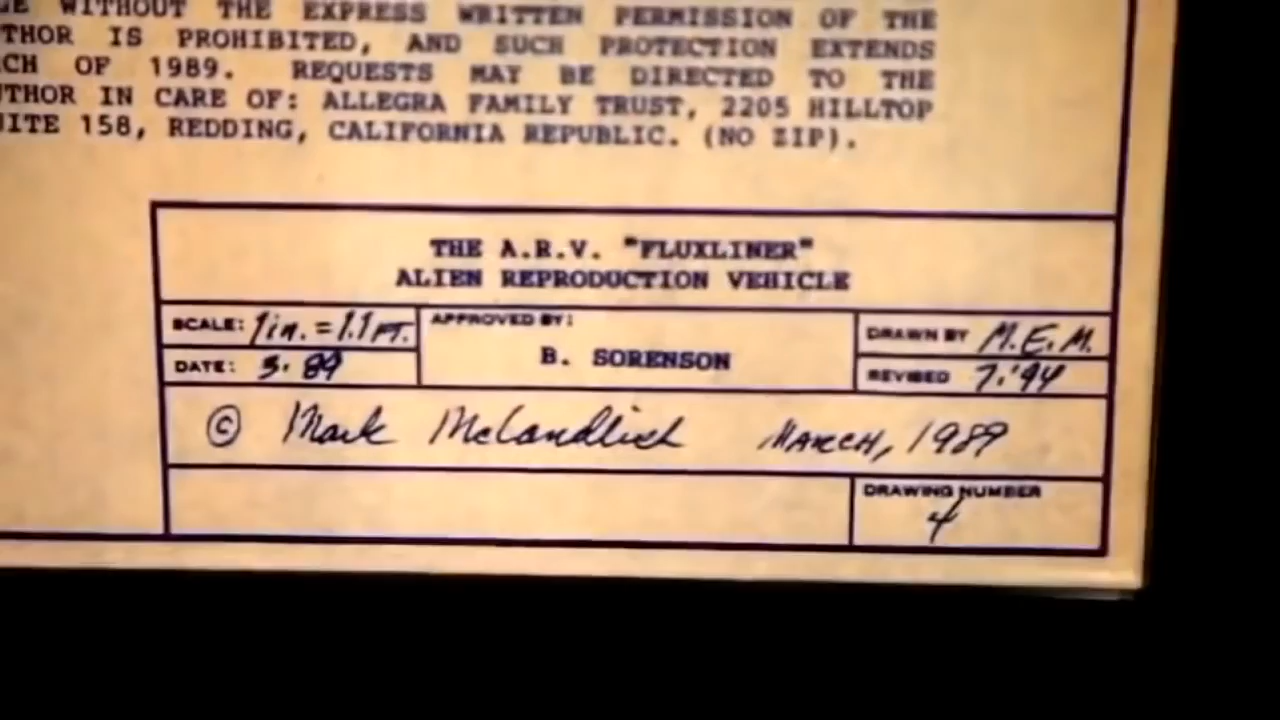 WITHOUT THE EXPRESS WRITTEN PERMISSION OF THE
THOR IS PROHIBITED, AND SUCH PROTECTION EXTENDS
CH OF 1989. REQUESTS MAY BE DIRECTED TO THE
THOR IN CARE OF: ALLEGRA FAMILY TRUST, 2205 HILLTOP
ITE 158, REDDING, CALIFORNIA REPUBLIC. (NO ZIP).
THE A.R.V. "FLUXLINER"
ALIEN REPRODUCTION VEHICLE
SCALE: 1in. = 1.1 FT.
DATE: 3.89
APPROVED BY:
B. SORENSON
DRAWN BY M.E.M.
REVISED 7.'94
© Mark McCandlish MARCH, 1989
DRAWING NUMBER
4